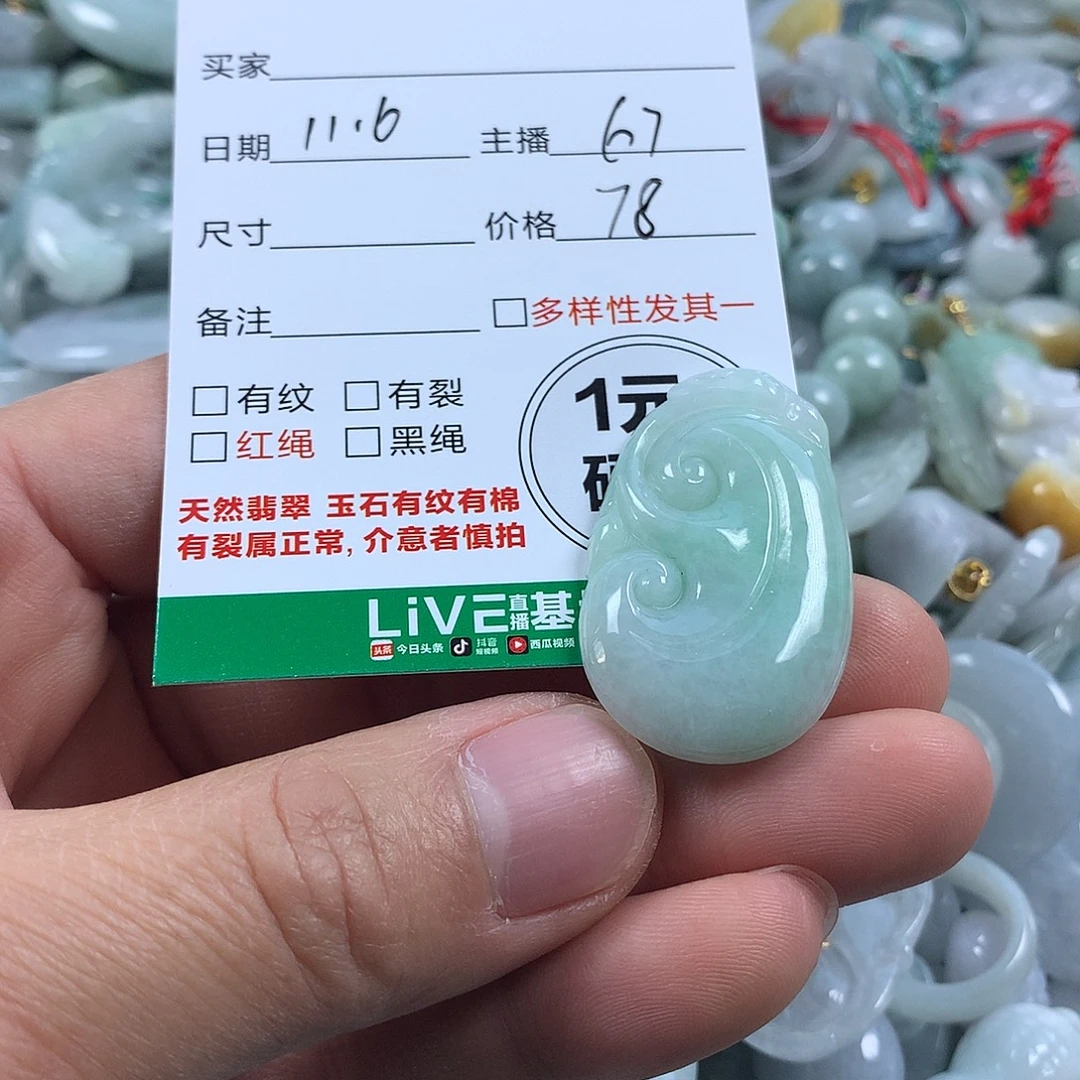 买家
日期 11.6 主播 67
尺寸 价格 78
备注 □多样性发其一
□有纹 □有裂
□红绳 □黑绳
1元
天然翡翠 玉石有纹有棉
有裂属正常，介意者慎拍
LiVE直播基
头条 今日头条 抖音短视频 西瓜视频